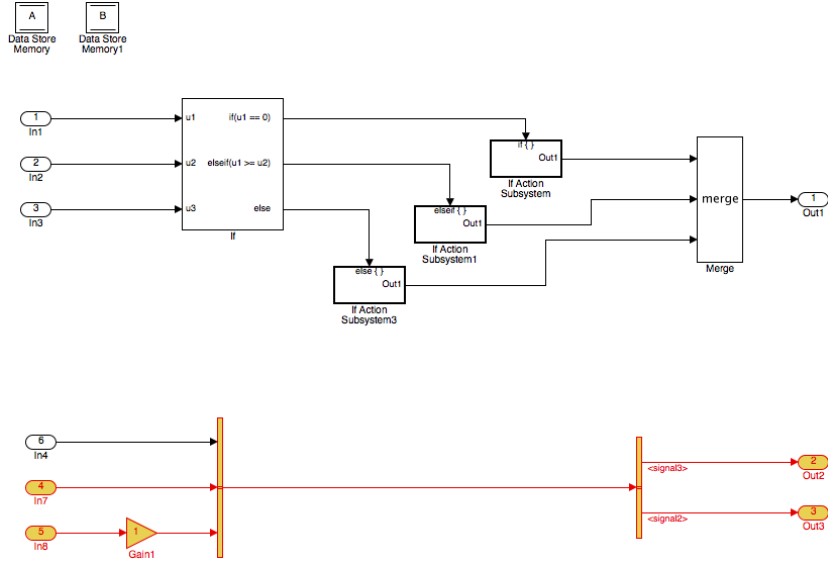 A
B
Data Store
Memory
Data Store
Memory1
1
In1
u1
if(u1 == 0)
if { }
Out1
If Action
Subsystem
2
In2
u2
elseif(u1 >= u2)
elseif { }
Out1
If Action
Subsystem1
3
In3
u3
else
If
else { }
Out1
If Action
Subsystem3
merge
Merge
1
Out1
6
In4
4
In7
5
In8
1
Gain1
<signal3>
2
Out2
<signal2>
3
Out3